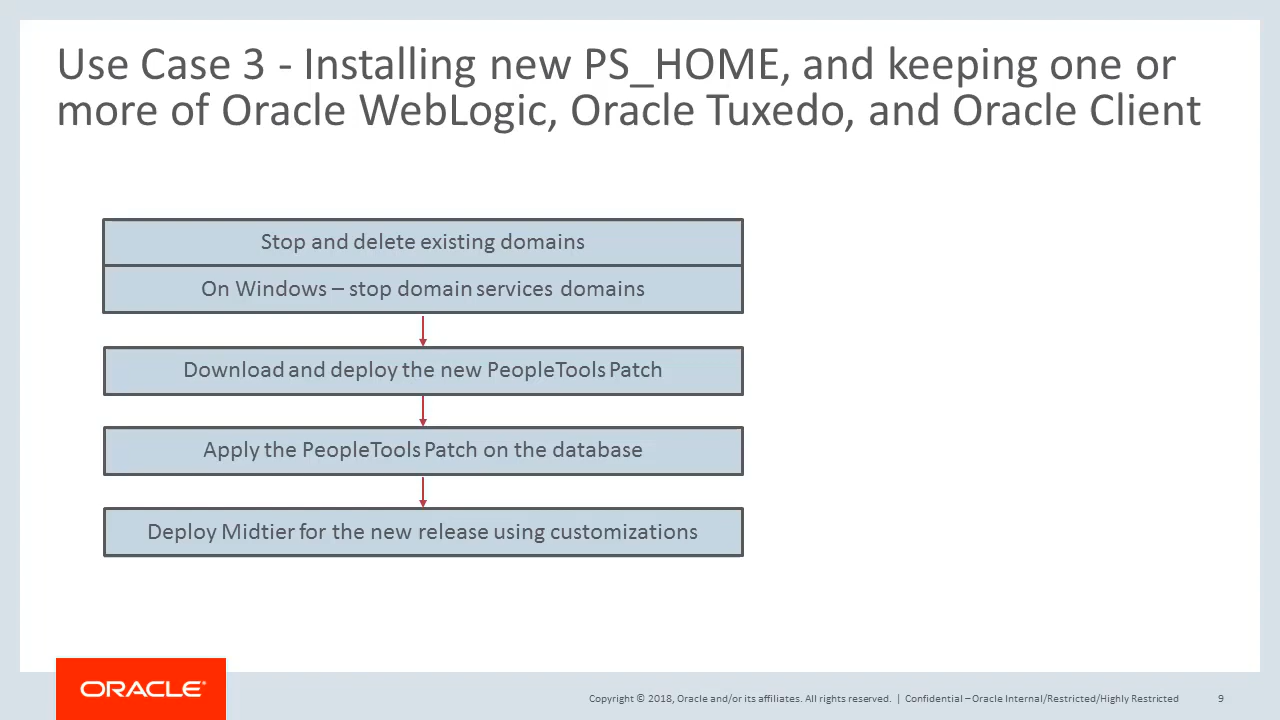 Use Case 3 - Installing new PS_HOME, and keeping one or
more of Oracle WebLogic, Oracle Tuxedo, and Oracle Client
Stop and delete existing domains
On Windows – stop domain services domains
Download and deploy the new PeopleTools Patch
Apply the PeopleTools Patch on the database
Deploy Midtier for the new release using customizations
ORACLE®
Copyright © 2018, Oracle and/or its affiliates. All rights reserved. | Confidential – Oracle Internal/Restricted/Highly Restricted 9